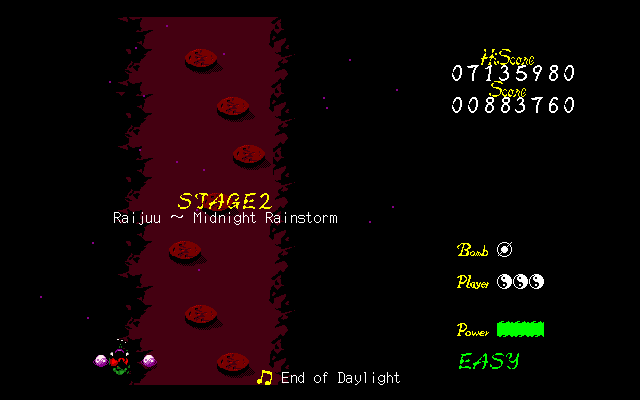 HiScore
07135980
Score
00883760
STAGE2
Raijuu ～ Midnight Rainstorm
Bomb
Player
Power
EASY
♫ End of Daylight